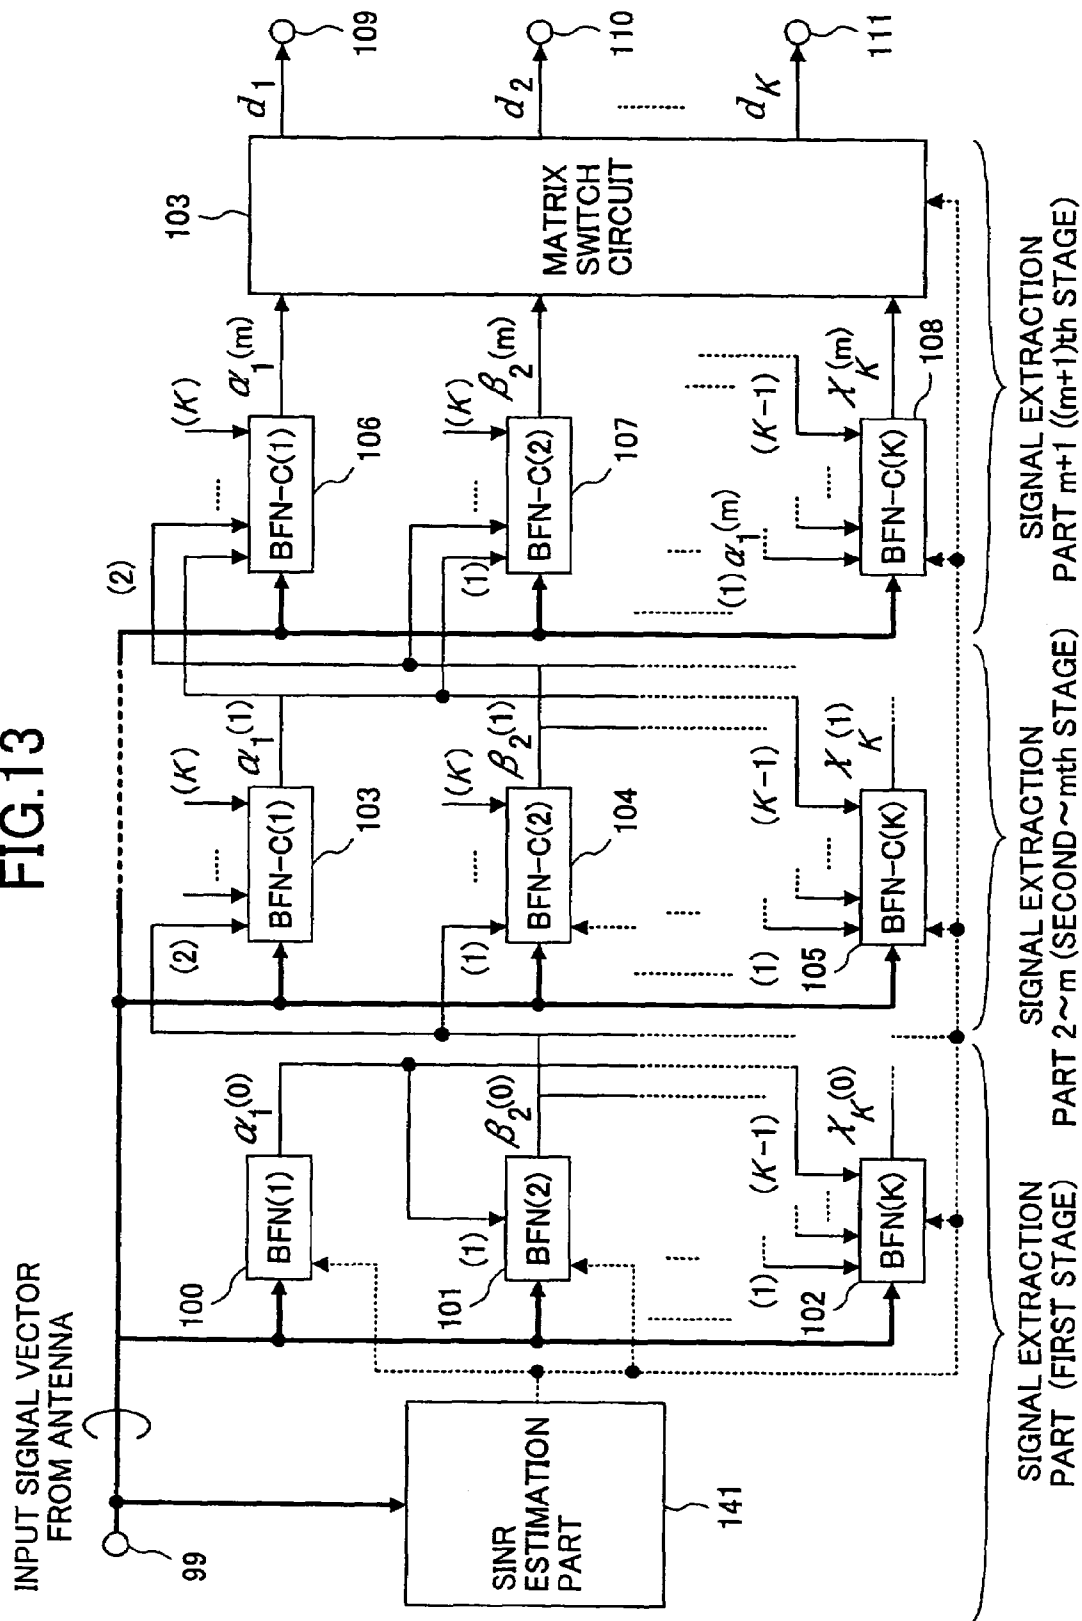 FIG.13
INPUT SIGNAL VECTOR
FROM ANTENNA
99
SINR
ESTIMATION
PART
141
100
BFN(1)
α₁⁽⁰⁾
101
(1)
BFN(2)
β₂⁽⁰⁾
102
(1)
(K−1)
BFN(K)
χ_K⁽⁰⁾
(2)
(K)
BFN-C(1)
103
α₁⁽¹⁾
(1)
(K)
BFN-C(2)
104
β₂⁽¹⁾
105
(1)
(K−1)
BFN-C(K)
χ_K⁽¹⁾
(2)
(K)
BFN-C(1)
106
α₁⁽ᵐ⁾
(1)
(K)
BFN-C(2)
107
β₂⁽ᵐ⁾
(1)α₁⁽ᵐ⁾
(K−1)
BFN-C(K)
108
χ_K⁽ᵐ⁾
103
MATRIX
SWITCH
CIRCUIT
d₁
109
d₂
110
d_K
111
SIGNAL EXTRACTION
PART (FIRST STAGE)
SIGNAL EXTRACTION
PART 2~m (SECOND~mth STAGE)
SIGNAL EXTRACTION
PART m+1 ((m+1)th STAGE)